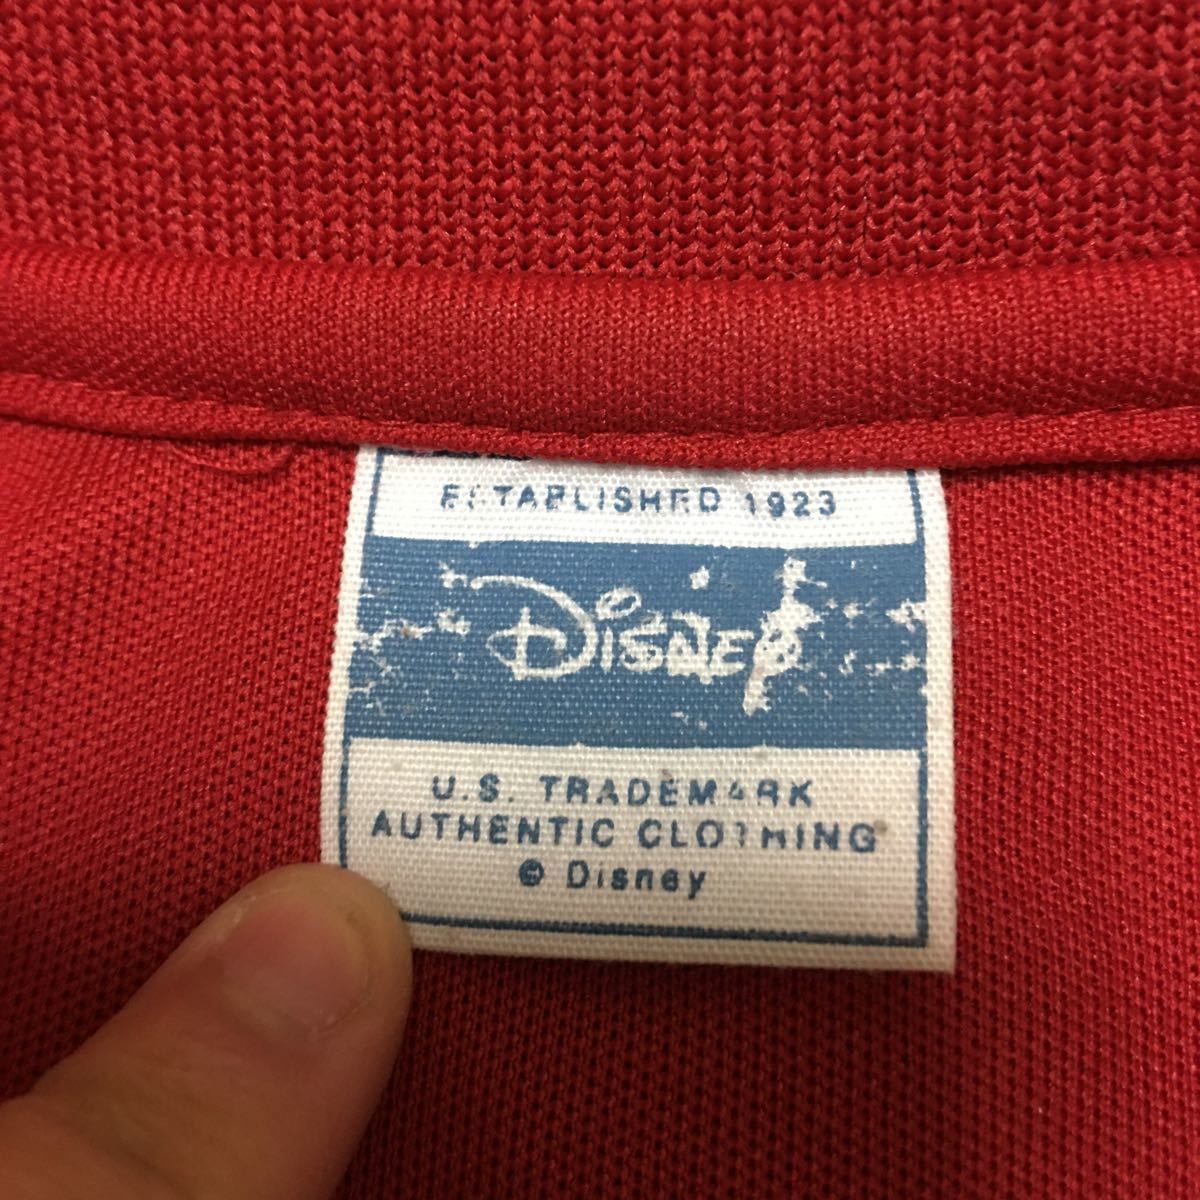 ESTABLISHED 1923
Disney
U.S. TRADEMARK
AUTHENTIC CLOTHING
© Disney